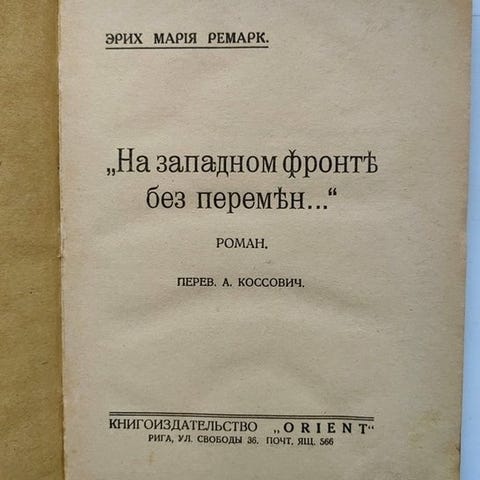 ЭРИХ МАРІЯ РЕМАРК.
„На западном фронтѣ
без перемѣн...“
РОМАН.
ПЕРЕВ. А. КОССОВИЧ.
КНИГОИЗДАТЕЛЬСТВО „ORIENT“
РИГА, УЛ. СВОБОДЫ 36. ПОЧТ. ЯЩ. 566